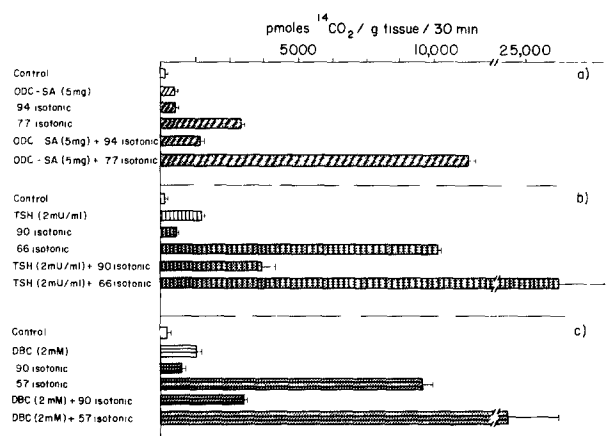 pmoles ¹⁴CO₂ / g tissue / 30 min
5000 10,000 25,000
a)
Control
ODC - SA (5mg)
94 isotonic
77 isotonic
ODC SA (5mg) + 94 isotonic
ODC - SA (5mg) + 77 isotonic
b)
Control
TSH (2mU/ml)
90 isotonic
66 isotonic
TSH (2mU/ml) + 90 isotonic
TSH (2mU/ml) + 66 isotonic
c)
Control
DBC (2mM)
90 isotonic
57 isotonic
DBC (2mM) + 90 isotonic
DBC (2mM) + 57 isotonic